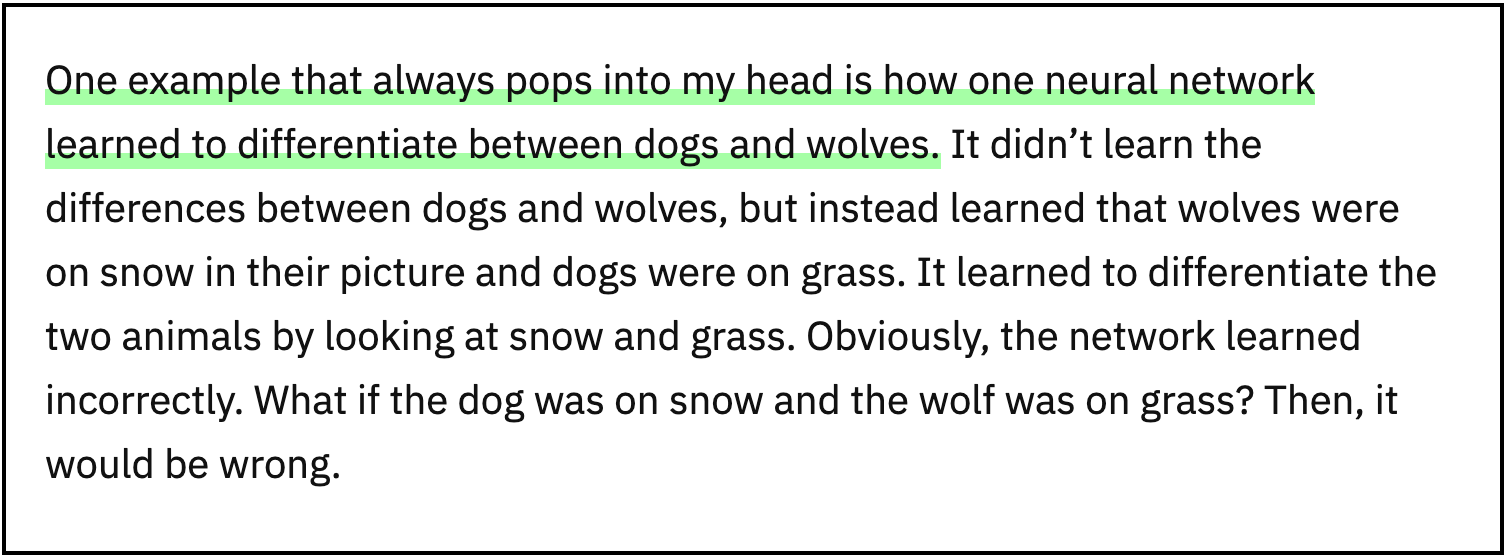 One example that always pops into my head is how one neural network
learned to differentiate between dogs and wolves. It didn’t learn the
differences between dogs and wolves, but instead learned that wolves were
on snow in their picture and dogs were on grass. It learned to differentiate the
two animals by looking at snow and grass. Obviously, the network learned
incorrectly. What if the dog was on snow and the wolf was on grass? Then, it
would be wrong.